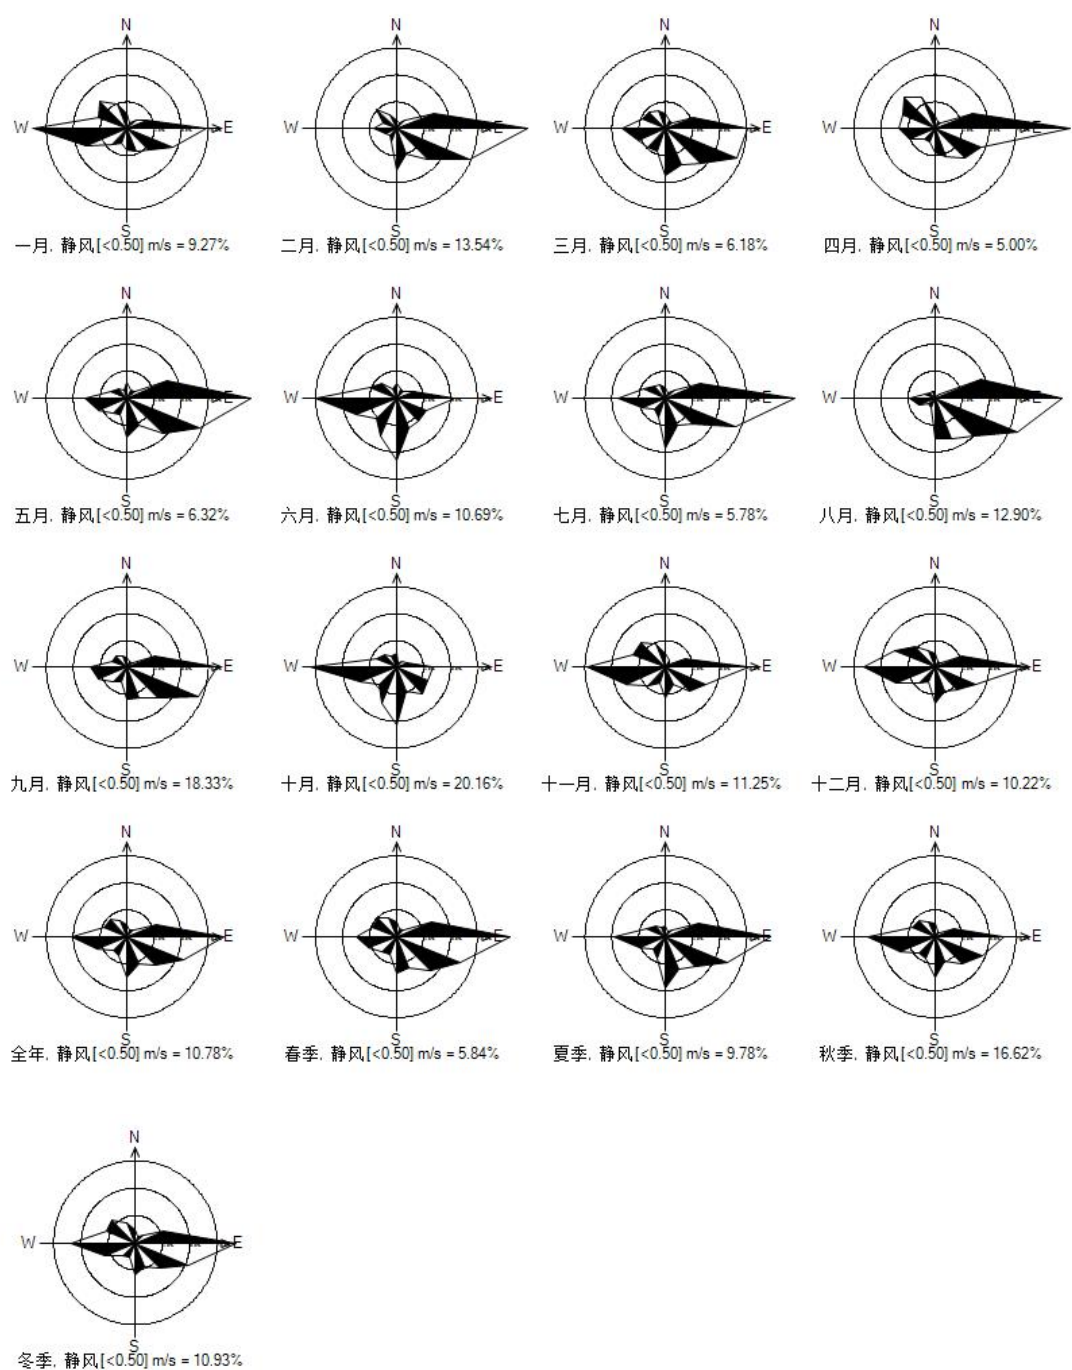 N N N N
W E W E W E W E
S S S S
一月, 静风[<0.50] m/s = 9.27% 二月, 静风[<0.50] m/s = 13.54% 三月, 静风[<0.50] m/s = 6.18% 四月, 静风[<0.50] m/s = 5.00%
N N N N
W E W E W E W E
S S S S
五月, 静风[<0.50] m/s = 6.32% 六月, 静风[<0.50] m/s = 10.69% 七月, 静风[<0.50] m/s = 5.78% 八月, 静风[<0.50] m/s = 12.90%
N N N N
W E W E W E W E
S S S S
九月, 静风[<0.50] m/s = 18.33% 十月, 静风[<0.50] m/s = 20.16% 十一月, 静风[<0.50] m/s = 11.25% 十二月, 静风[<0.50] m/s = 10.22%
N N N N
W E W E W E W E
S S S S
全年, 静风[<0.50] m/s = 10.78% 春季, 静风[<0.50] m/s = 5.84% 夏季, 静风[<0.50] m/s = 9.78% 秋季, 静风[<0.50] m/s = 16.62%
N
W E
S
冬季, 静风[<0.50] m/s = 10.93%